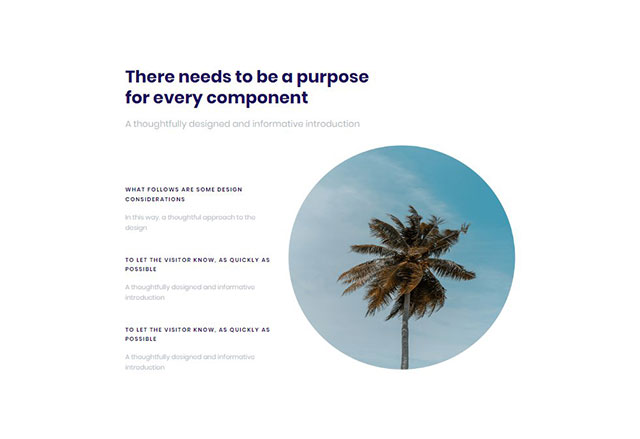 There needs to be a purpose
for every component
A thoughtfully designed and informative introduction
WHAT FOLLOWS ARE SOME DESIGN
CONSIDERATIONS
In this way, a thoughtful approach to the
design
TO LET THE VISITOR KNOW, AS QUICKLY AS
POSSIBLE
A thoughtfully designed and informative
introduction
TO LET THE VISITOR KNOW, AS QUICKLY AS
POSSIBLE
A thoughtfully designed and informative
introduction